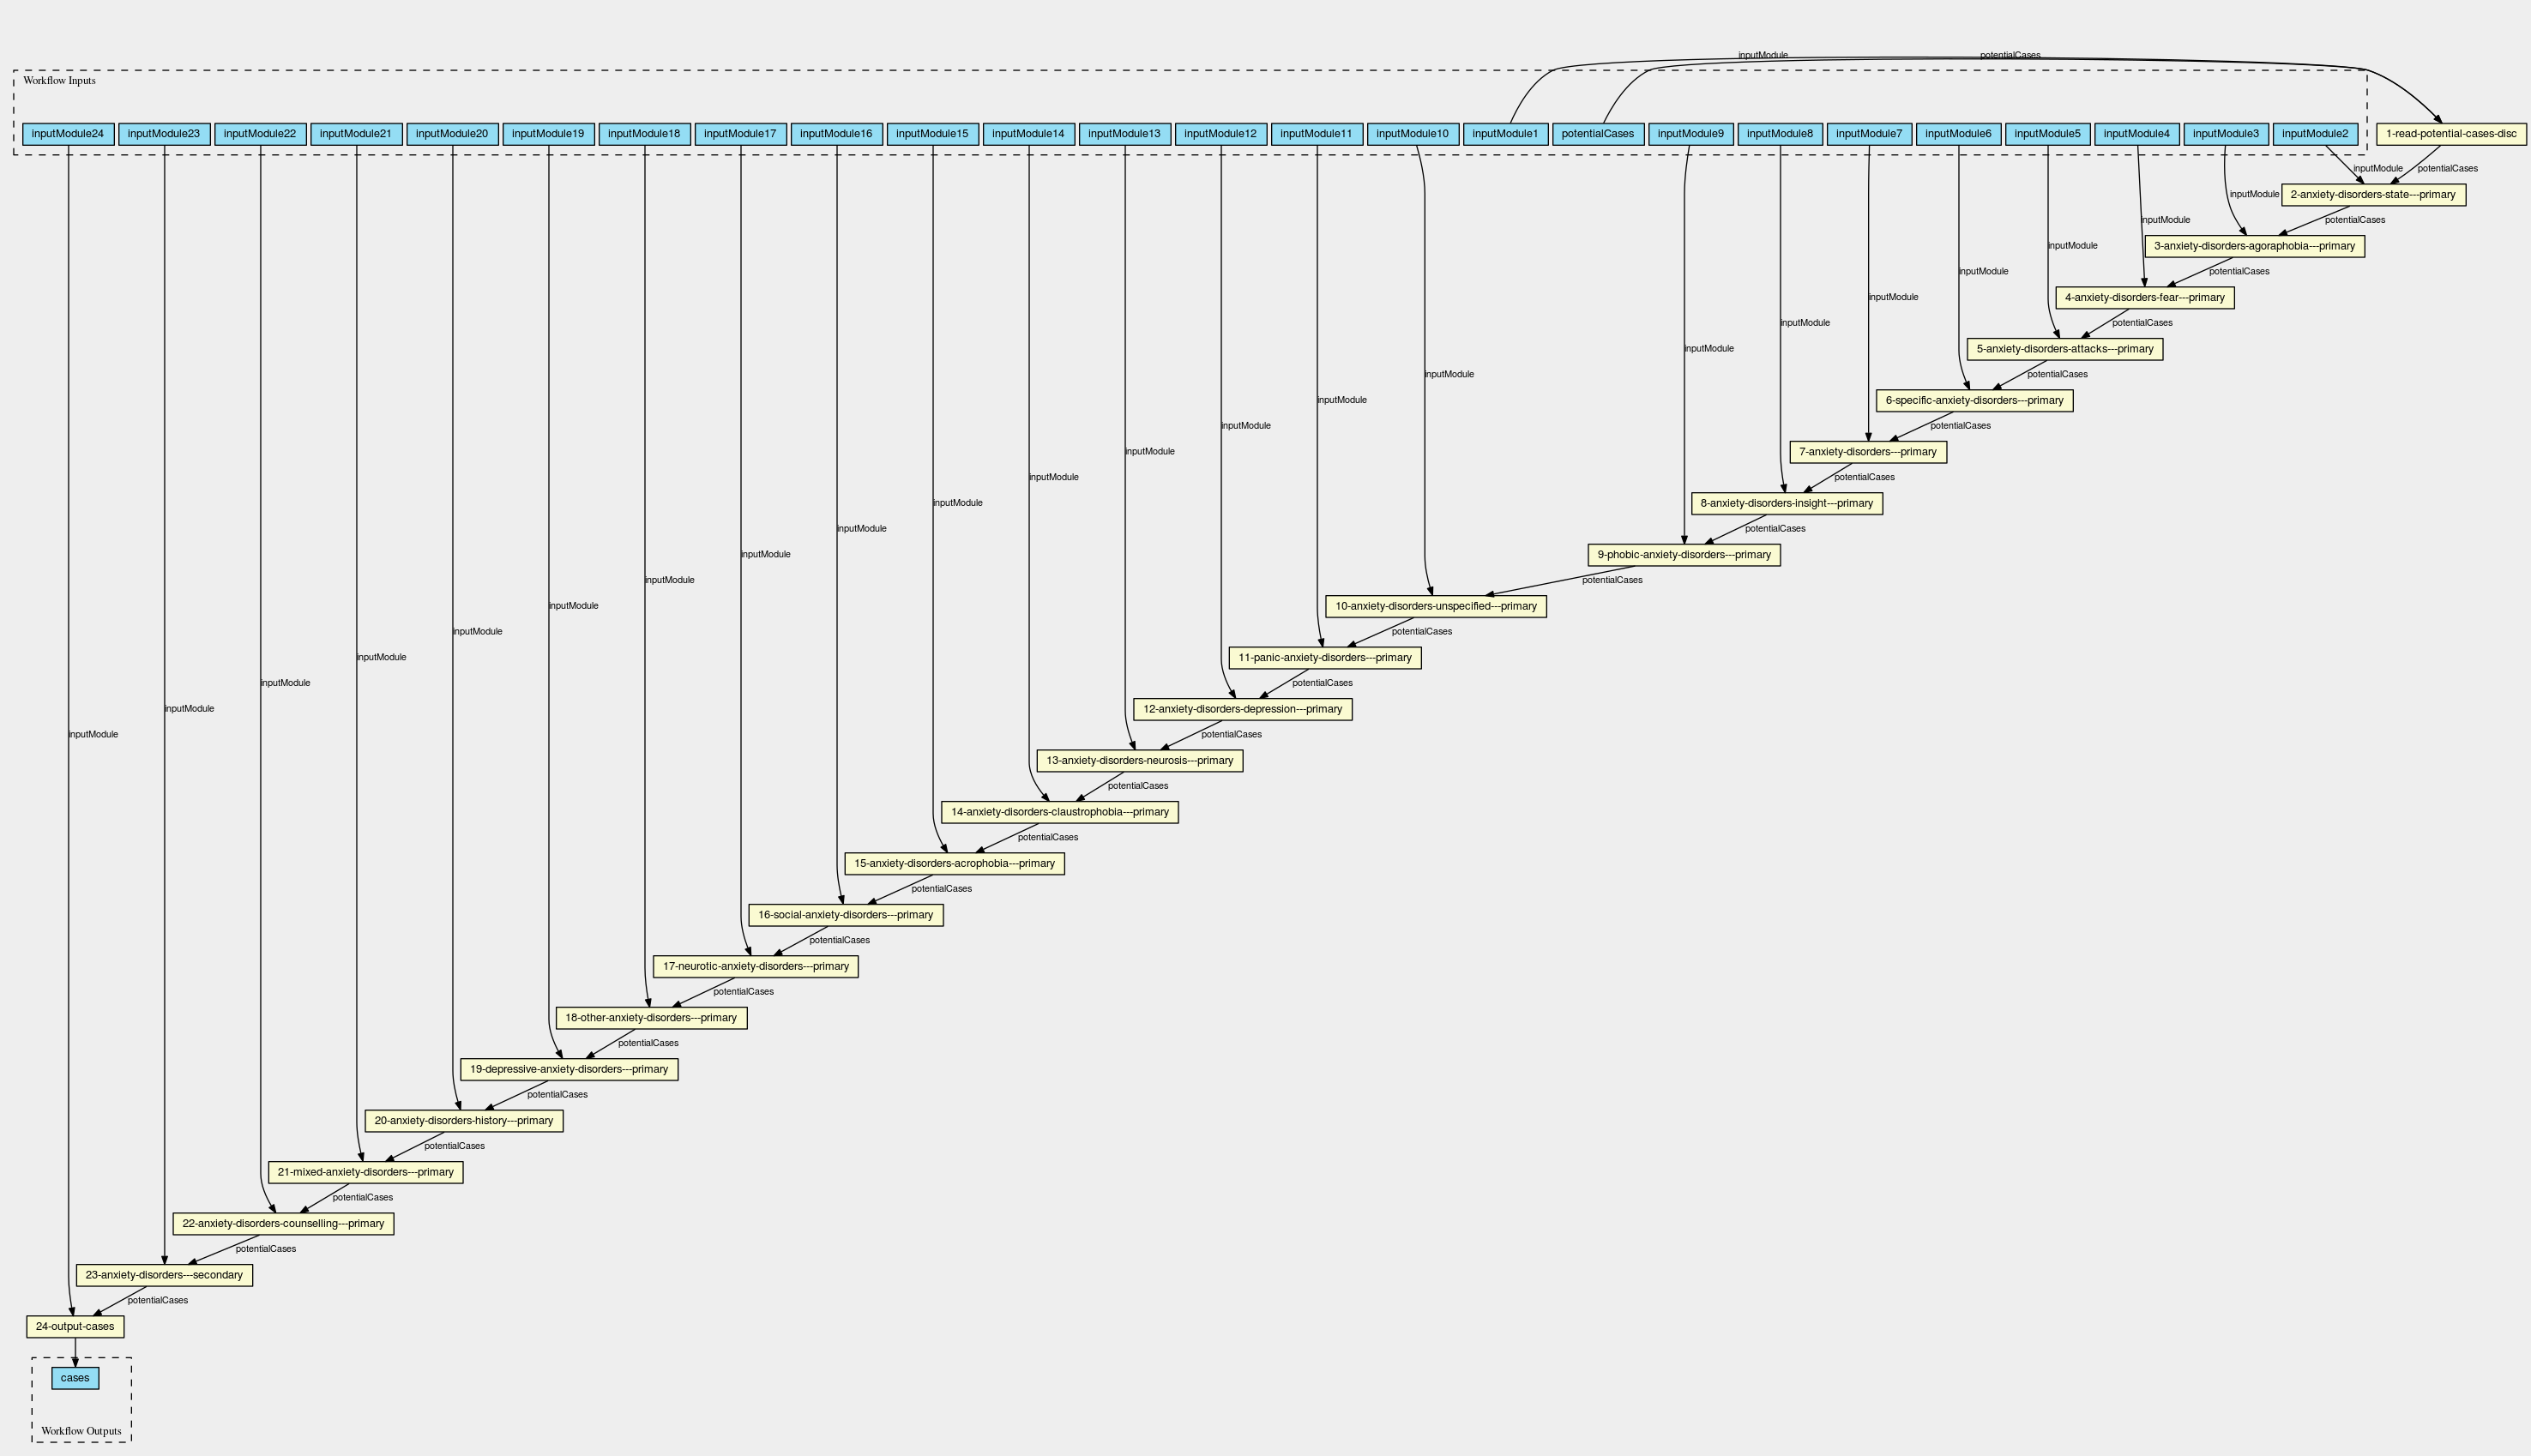 inputModule potentialCases
Workflow Inputs
inputModule24 inputModule23 inputModule22 inputModule21 inputModule20 inputModule19 inputModule18 inputModule17 inputModule16 inputModule15 inputModule14 inputModule13 inputModule12 inputModule11 inputModule10 inputModule1 potentialCases inputModule9 inputModule8 inputModule7 inputModule6 inputModule5 inputModule4 inputModule3 inputModule2 1-read-potential-cases-disc
inputModule potentialCases
inputModule 2-anxiety-disorders-state---primary
inputModule potentialCases
inputModule 3-anxiety-disorders-agoraphobia---primary
inputModule potentialCases
inputModule 4-anxiety-disorders-fear---primary
inputModule potentialCases
inputModule 5-anxiety-disorders-attacks---primary
inputModule potentialCases
inputModule 6-specific-anxiety-disorders---primary
inputModule potentialCases
inputModule 7-anxiety-disorders---primary
inputModule potentialCases
inputModule 8-anxiety-disorders-insight---primary
inputModule potentialCases
inputModule 9-phobic-anxiety-disorders---primary
inputModule potentialCases
inputModule 10-anxiety-disorders-unspecified---primary
inputModule potentialCases
inputModule 11-panic-anxiety-disorders---primary
inputModule potentialCases
inputModule 12-anxiety-disorders-depression---primary
inputModule potentialCases
13-anxiety-disorders-neurosis---primary
potentialCases
14-anxiety-disorders-claustrophobia---primary
potentialCases
15-anxiety-disorders-acrophobia---primary
potentialCases
16-social-anxiety-disorders---primary
potentialCases
17-neurotic-anxiety-disorders---primary
potentialCases
18-other-anxiety-disorders---primary
potentialCases
19-depressive-anxiety-disorders---primary
potentialCases
20-anxiety-disorders-history---primary
potentialCases
21-mixed-anxiety-disorders---primary
potentialCases
22-anxiety-disorders-counselling---primary
potentialCases
23-anxiety-disorders---secondary
potentialCases
24-output-cases
cases
Workflow Outputs